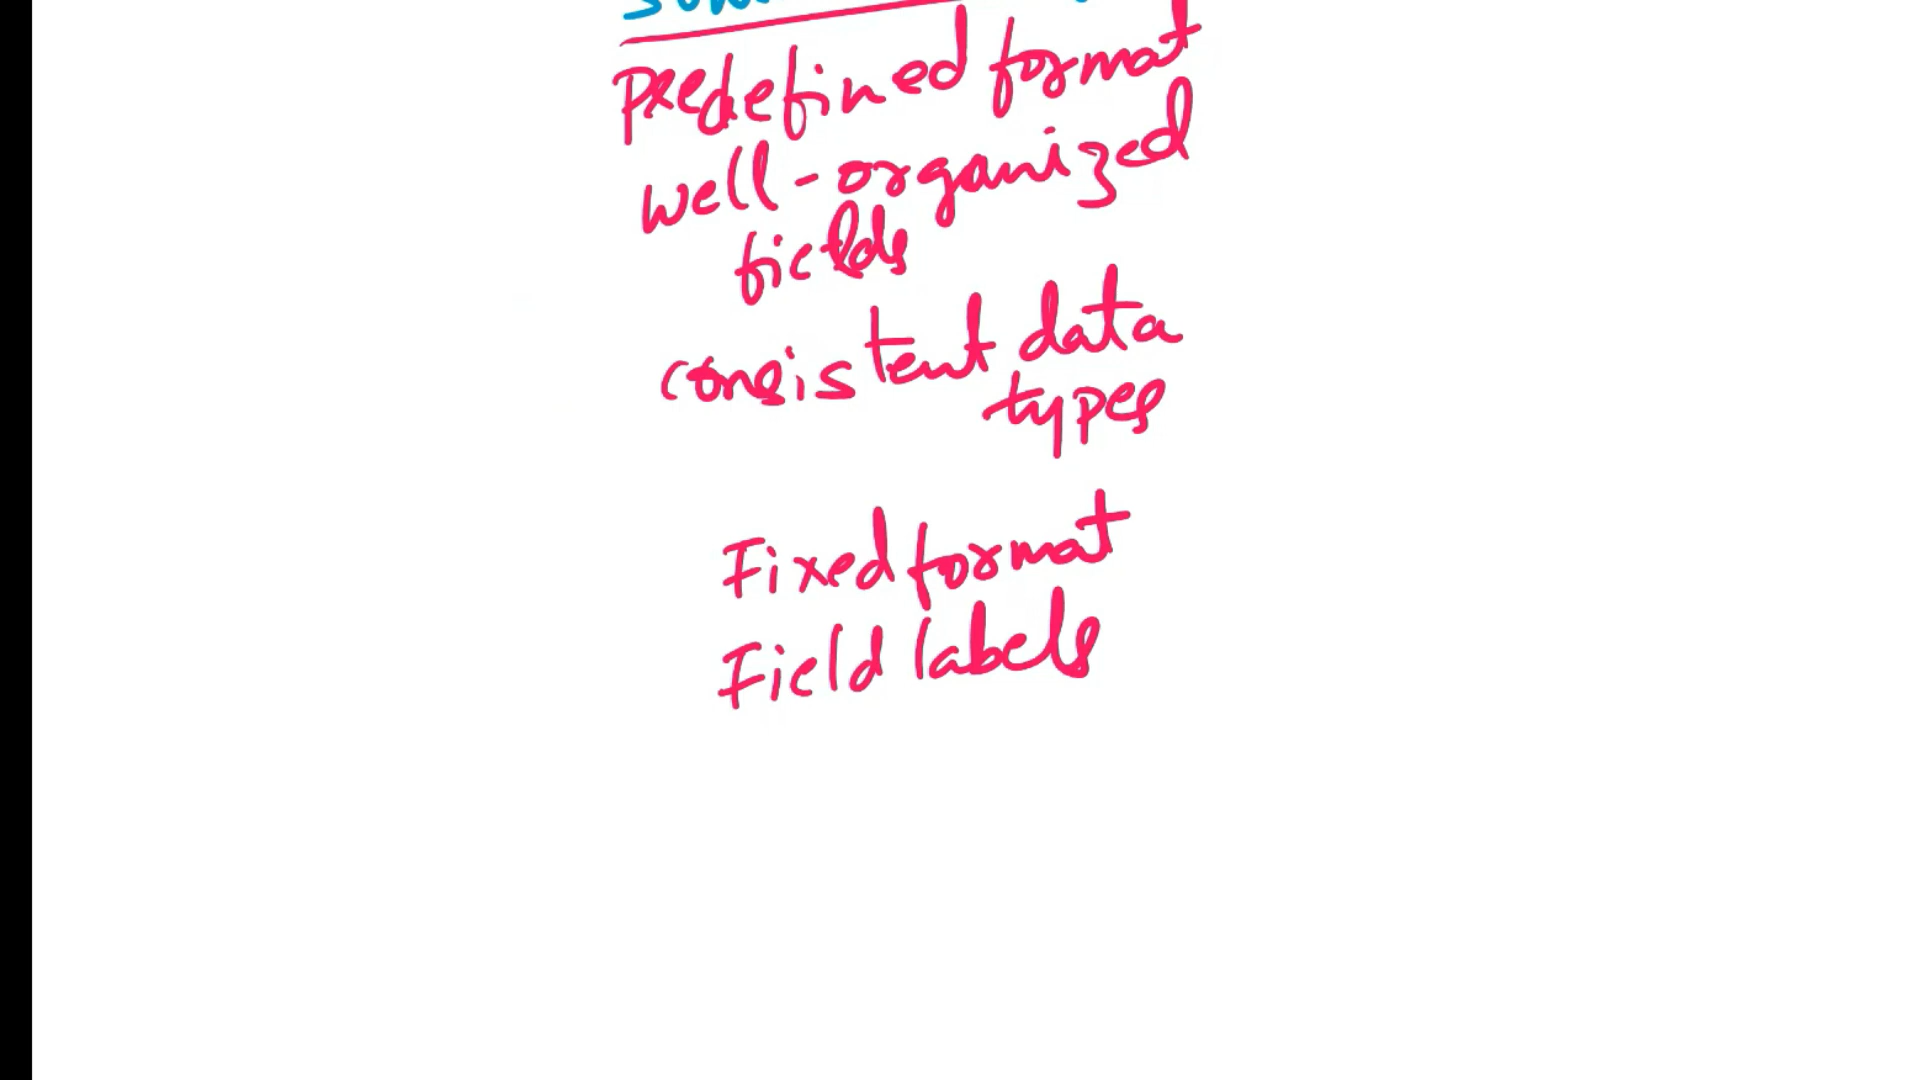 predefined format
well-organized
fields
consistent data
types
Fixed format
Field labels